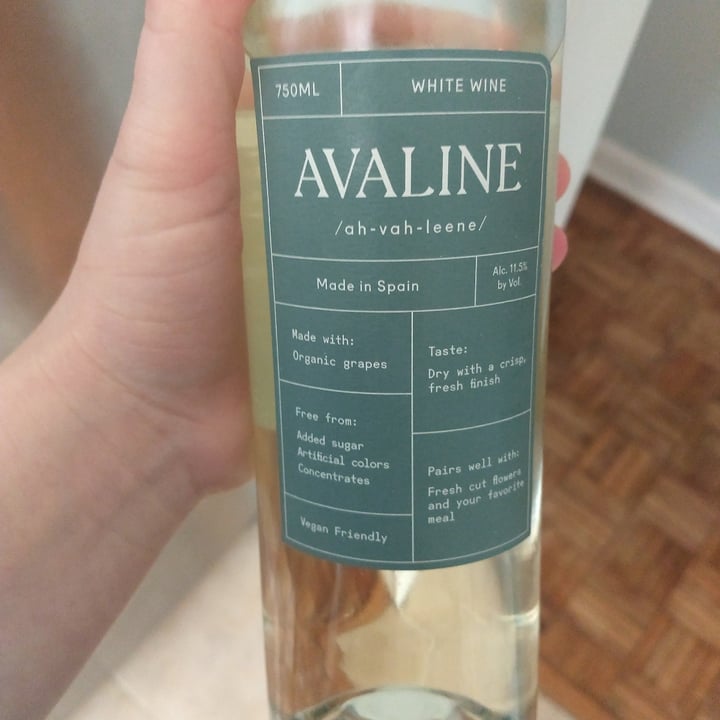 750ML
WHITE WINE
AVALINE
/ah-vah-leene/
Made in Spain
Alc. 11.5%
by Vol.
Made with:
Organic grapes
Free from:
Added sugar
Artificial colors
Concentrates
Vegan Friendly
Taste:
Dry with a crisp,
fresh finish
Pairs well with:
Fresh cut flowers
and your favorite
meal